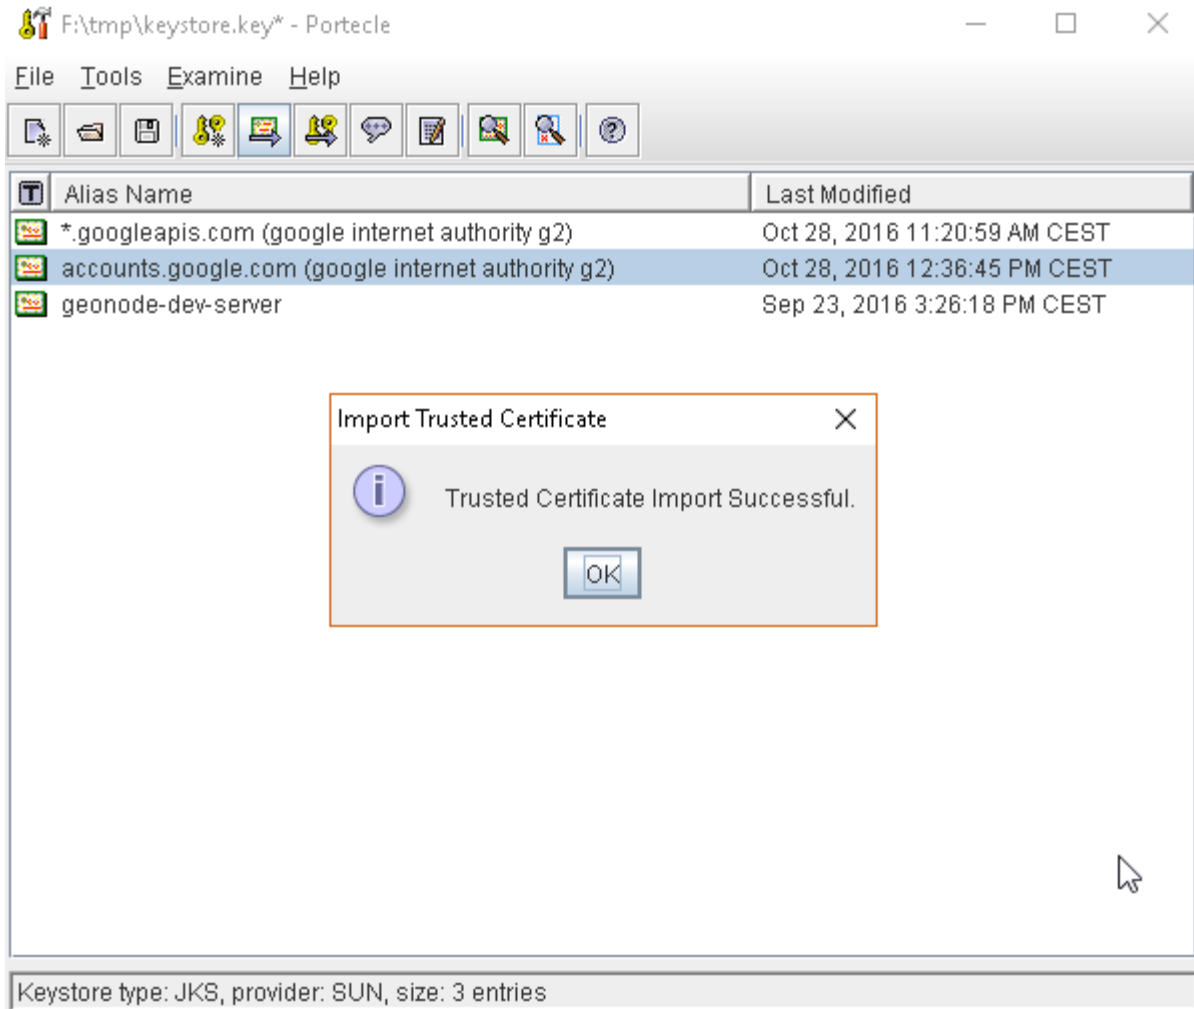 F:\tmp\keystore.key* - Portecle
File Tools Examine Help
T Alias Name Last Modified
*.googleapis.com (google internet authority g2) Oct 28, 2016 11:20:59 AM CEST
accounts.google.com (google internet authority g2) Oct 28, 2016 12:36:45 PM CEST
geonode-dev-server Sep 23, 2016 3:26:18 PM CEST
Import Trusted Certificate
Trusted Certificate Import Successful.
OK
Keystore type: JKS, provider: SUN, size: 3 entries